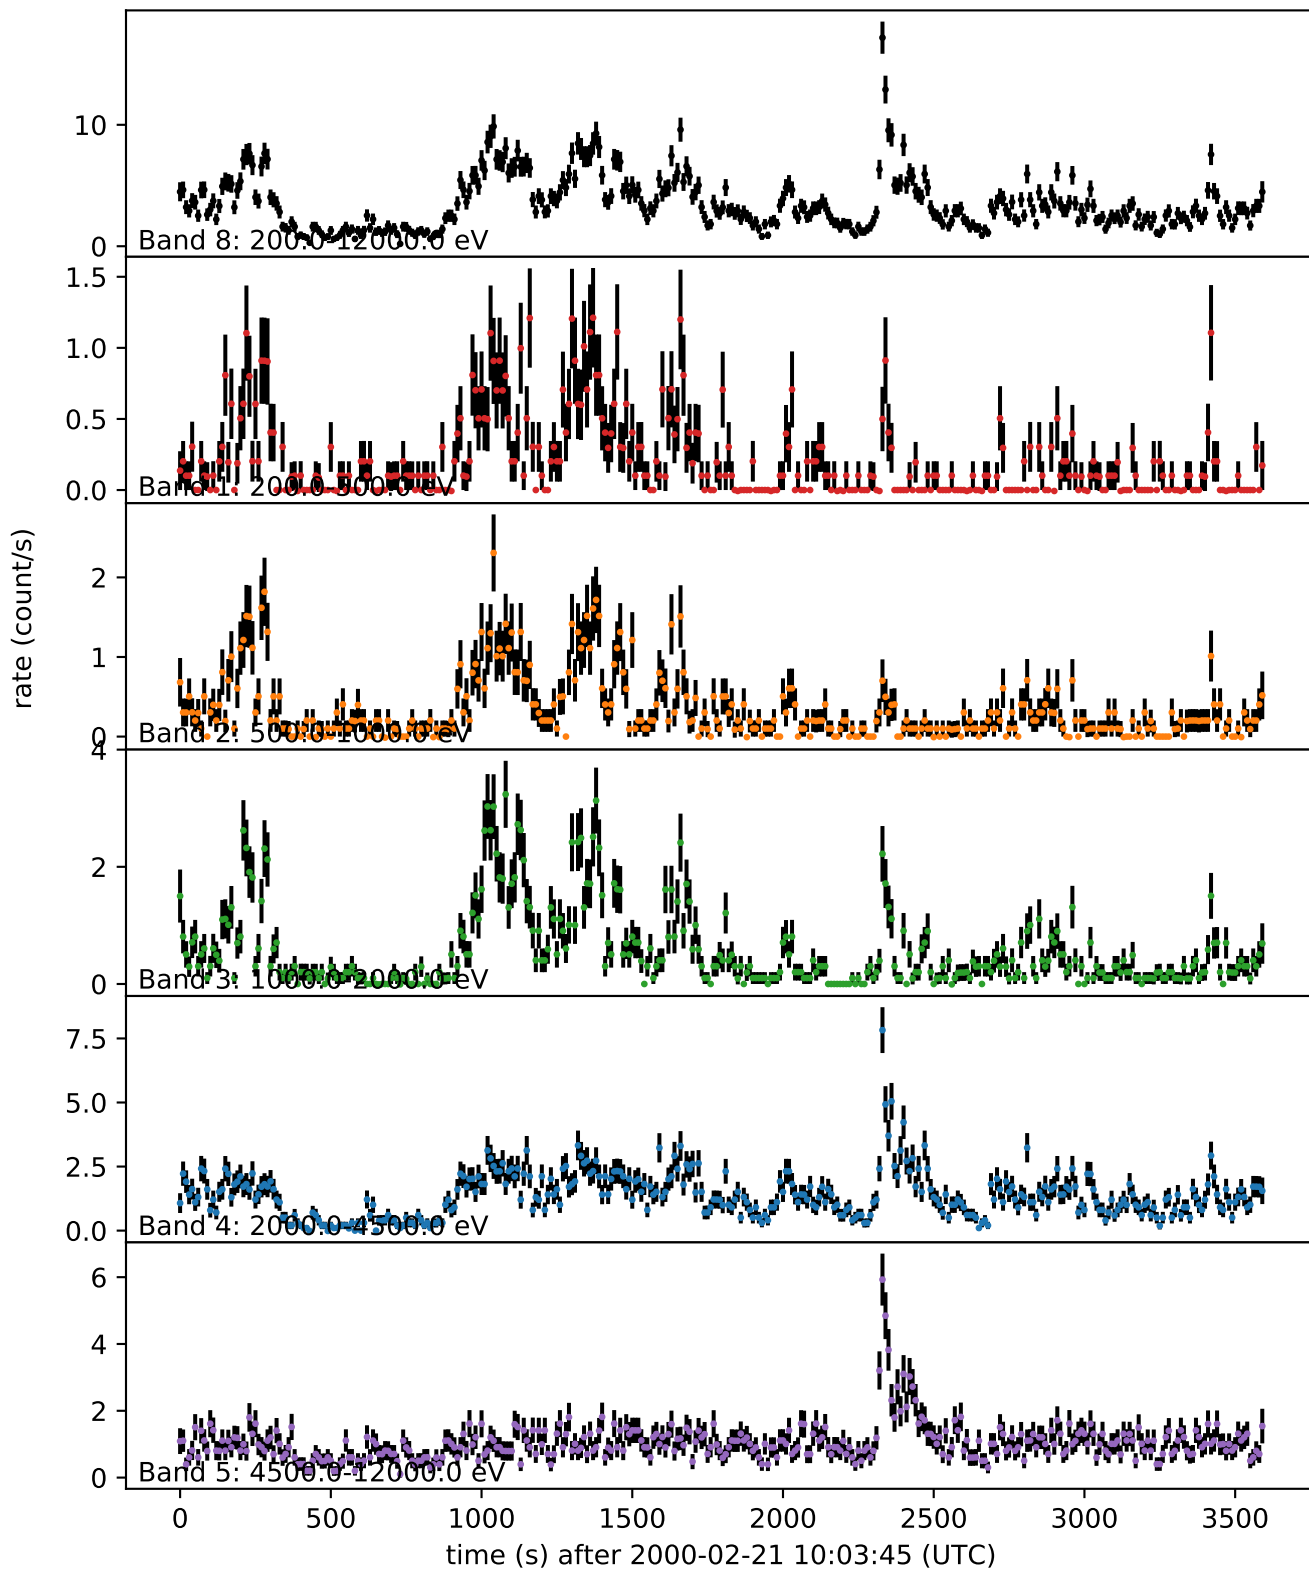 10
0
Band 8: 200.0-12000.0 eV
1.5
1.0
0.5
0.0
Band 1: 200.0-500.0 eV
2
1
0
Band 2: 500.0-1000.0 eV
rate (count/s)
4
2
0
Band 3: 1000.0-2000.0 eV
7.5
5.0
2.5
0.0
Band 4: 2000.0-4500.0 eV
6
4
2
0
Band 5: 4500.0-12000.0 eV
0 500 1000 1500 2000 2500 3000 3500
time (s) after 2000-02-21 10:03:45 (UTC)